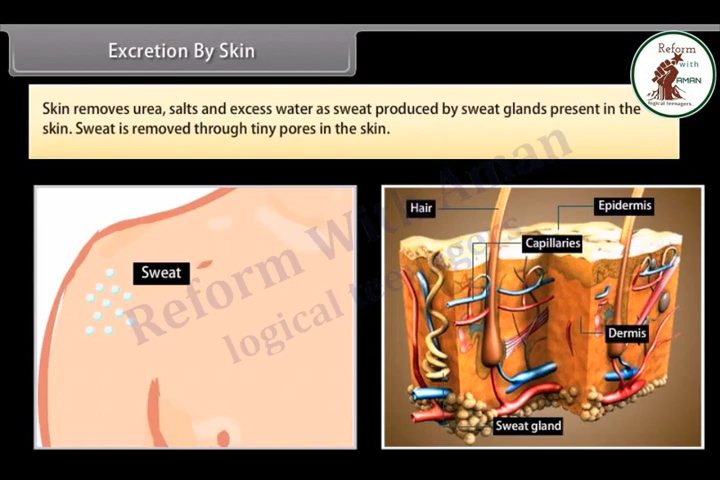 Excretion By Skin
Reform
with
AMAN
logical teenagers.
Skin removes urea, salts and excess water as sweat produced by sweat glands present in the
skin. Sweat is removed through tiny pores in the skin.
Reform With Aman
logical teenagers
Sweat
Hair
Epidermis
Capillaries
Dermis
Sweat gland